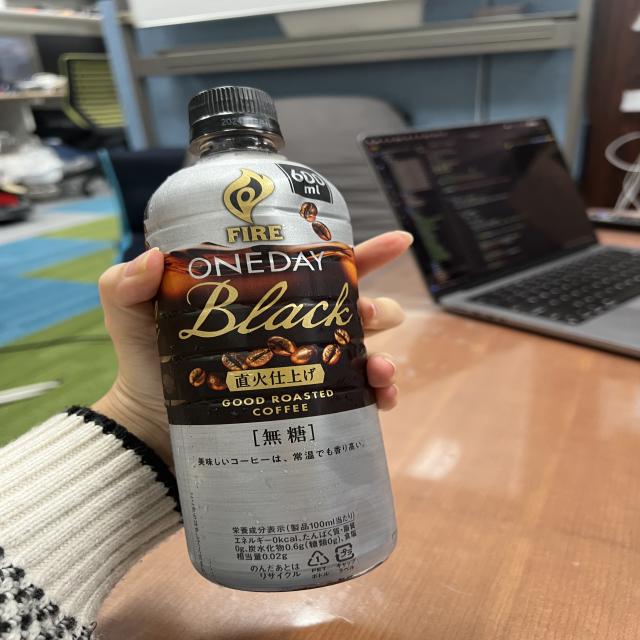 600
ml
FIRE
ONEDAY
Black
直火仕上げ
GOOD ROASTED
COFFEE
[無糖]
美味しいコーヒーは、常温でも香り高い。
栄養成分表示(製品100ml当たり)
エネルギー0kcal、たんぱく質・脂質
0g、炭水化物0.6g(糖類0g)、食塩
相当量0.02g
のんだあとは
リサイクル
PET
ボトル
キャップ
ラベル